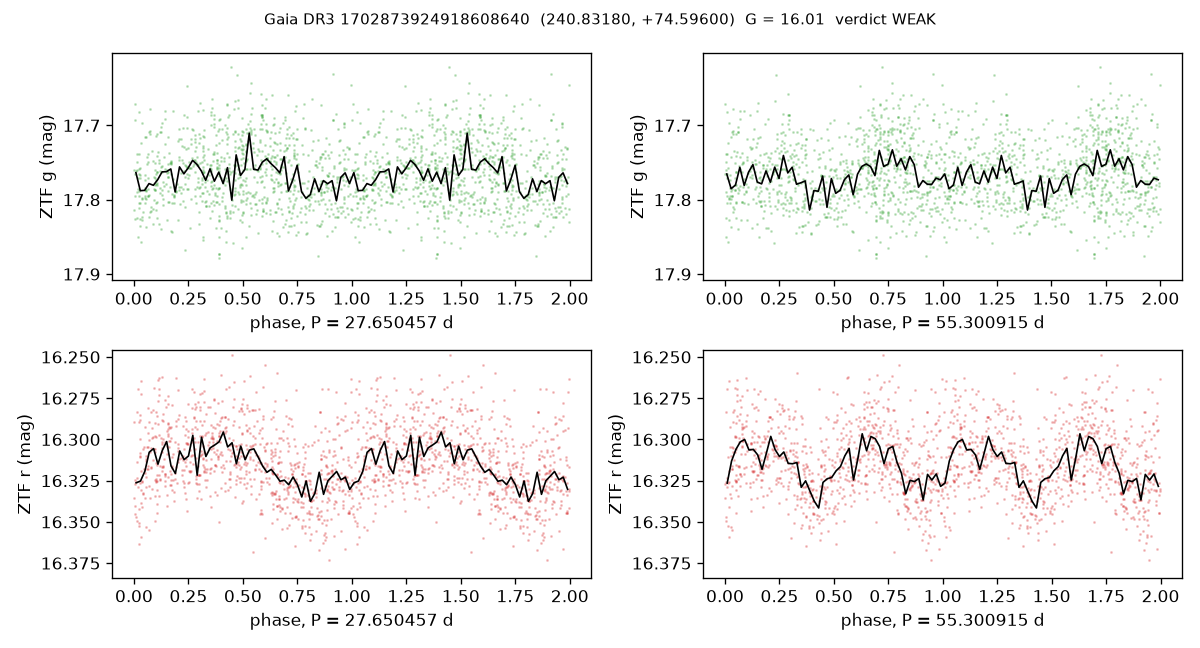 Gaia DR3 1702873924918608640 (240.83180, +74.59600) G = 16.01 verdict WEAK
ZTF g (mag)
17.7
17.8
17.9
0.00 0.25 0.50 0.75 1.00 1.25 1.50 1.75 2.00
phase, P = 27.650457 d
ZTF g (mag)
17.7
17.8
17.9
0.00 0.25 0.50 0.75 1.00 1.25 1.50 1.75 2.00
phase, P = 55.300915 d
ZTF r (mag)
16.250
16.275
16.300
16.325
16.350
16.375
0.00 0.25 0.50 0.75 1.00 1.25 1.50 1.75 2.00
phase, P = 27.650457 d
ZTF r (mag)
16.250
16.275
16.300
16.325
16.350
16.375
0.00 0.25 0.50 0.75 1.00 1.25 1.50 1.75 2.00
phase, P = 55.300915 d